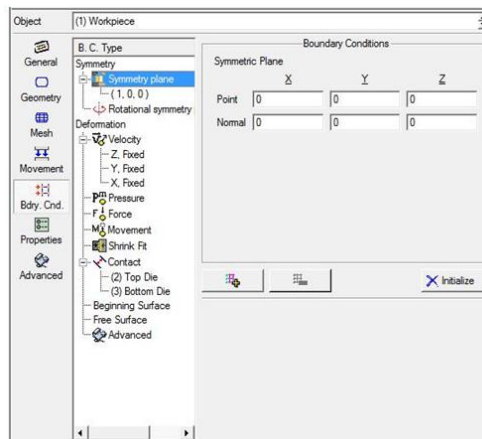 Object
(1) Workpiece
General
Geometry
Mesh
Movement
Bdry. Cnd.
Properties
Advanced
B. C. Type
Symmetry
Symmetry plane
( 1, 0, 0 )
Rotational symmetry
Deformation
Velocity
Z, Fixed
Y, Fixed
X, Fixed
Pressure
Force
Movement
Shrink Fit
Contact
(2) Top Die
(3) Bottom Die
Beginning Surface
Free Surface
Advanced
Boundary Conditions
Symmetric Plane
X Y Z
Point 0 0 0
Normal 0 0 0
Initialize